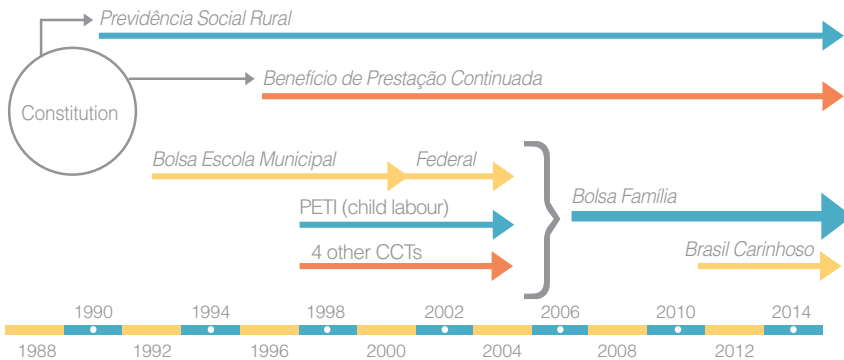 Previdência Social Rural
Benefício de Prestação Continuada
Constitution
Bolsa Escola Municipal Federal
Bolsa Família
PETI (child labour)
4 other CCTs
Brasil Carinhoso
1990 1994 1998 2002 2006 2010 2014
1988 1992 1996 2000 2004 2008 2012